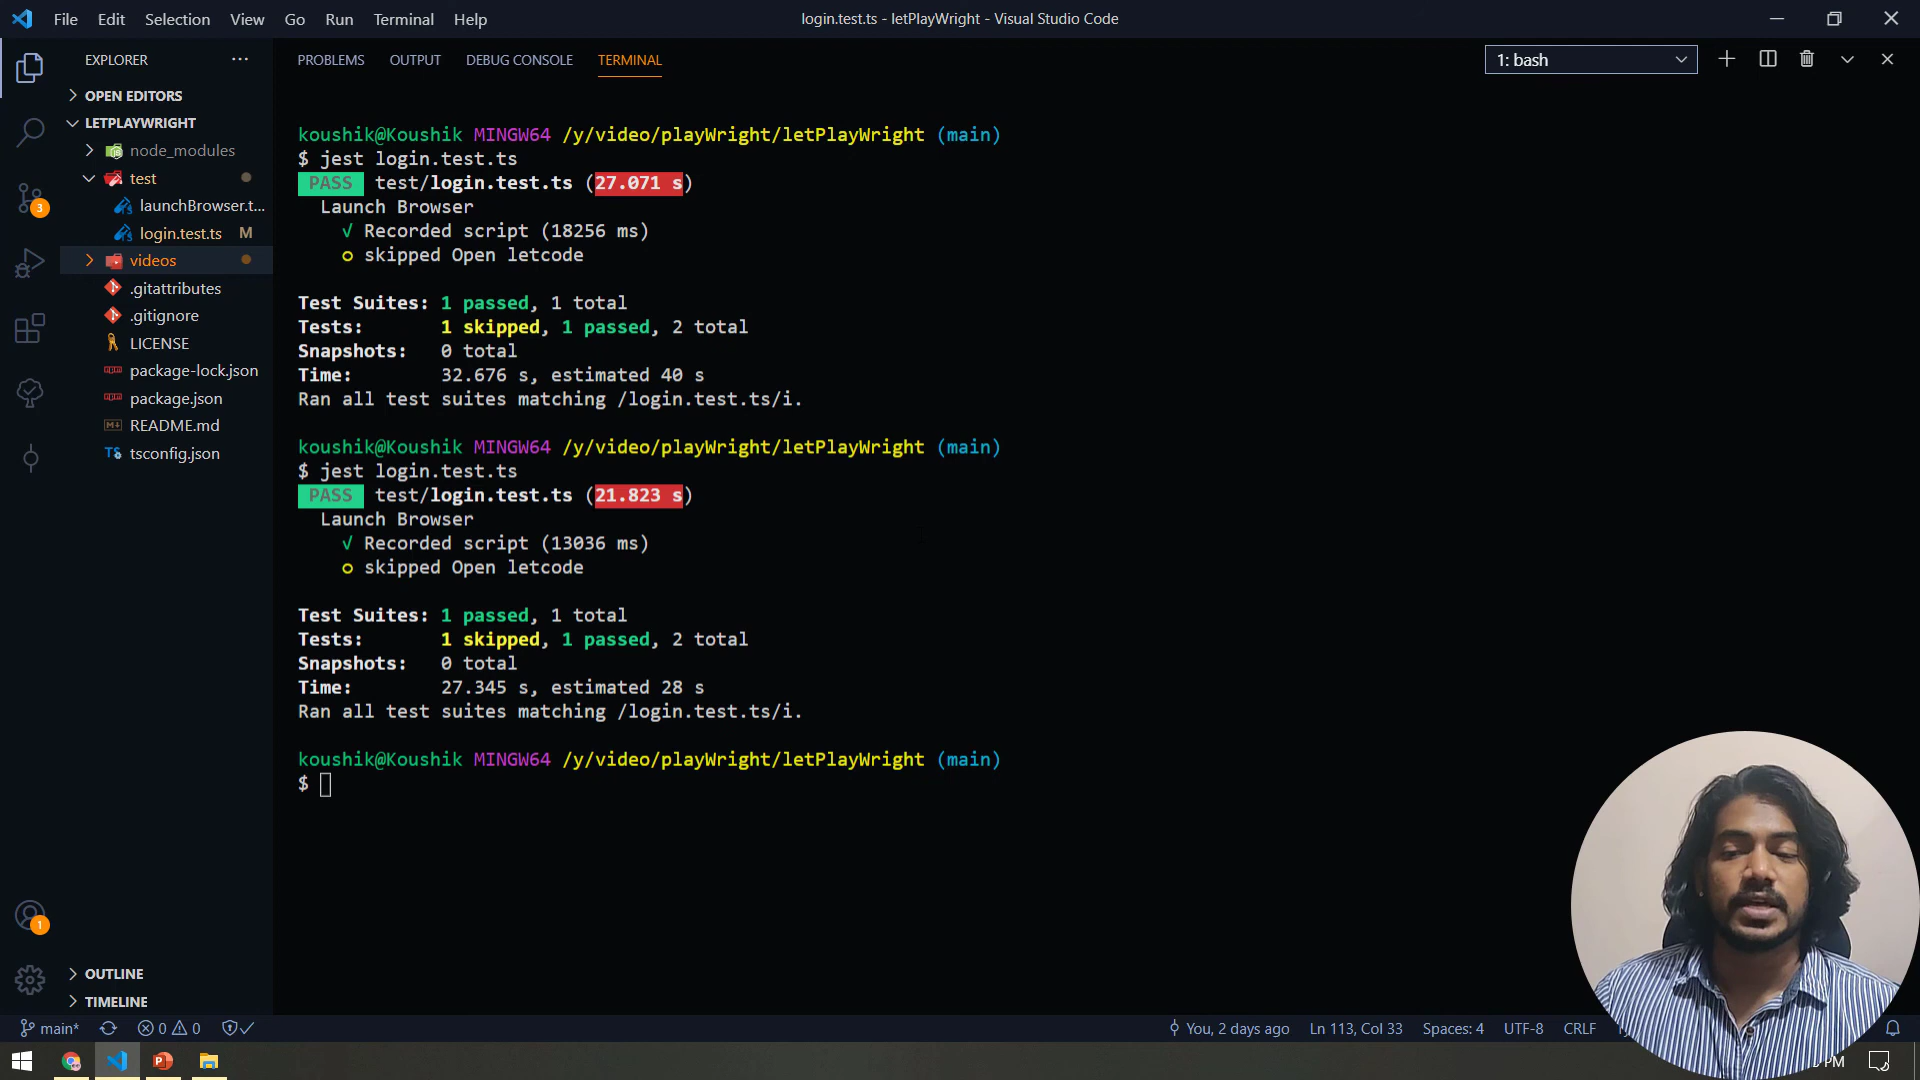 File Edit Selection View Go Run Terminal Help
login.test.ts - letPlayWright - Visual Studio Code
EXPLORER
OPEN EDITORS
LETPLAYWRIGHT
node_modules
test
launchBrowser.t...
login.test.ts M
videos
.gitattributes
.gitignore
LICENSE
package-lock.json
package.json
README.md
tsconfig.json
OUTLINE
TIMELINE
3
1
PROBLEMS OUTPUT DEBUG CONSOLE TERMINAL
1: bash
koushik@Koushik MINGW64 /y/video/playWright/letPlayWright (main)
$ jest login.test.ts
PASS test/login.test.ts (27.071 s)
Launch Browser
√ Recorded script (18256 ms)
○ skipped Open letcode
Test Suites: 1 passed, 1 total
Tests: 1 skipped, 1 passed, 2 total
Snapshots: 0 total
Time: 32.676 s, estimated 40 s
Ran all test suites matching /login.test.ts/i.
koushik@Koushik MINGW64 /y/video/playWright/letPlayWright (main)
$ jest login.test.ts
PASS test/login.test.ts (21.823 s)
Launch Browser
√ Recorded script (13036 ms)
○ skipped Open letcode
Test Suites: 1 passed, 1 total
Tests: 1 skipped, 1 passed, 2 total
Snapshots: 0 total
Time: 27.345 s, estimated 28 s
Ran all test suites matching /login.test.ts/i.
koushik@Koushik MINGW64 /y/video/playWright/letPlayWright (main)
$
main* 0 0
You, 2 days ago Ln 113, Col 33 Spaces: 4 UTF-8 CRLF
PM